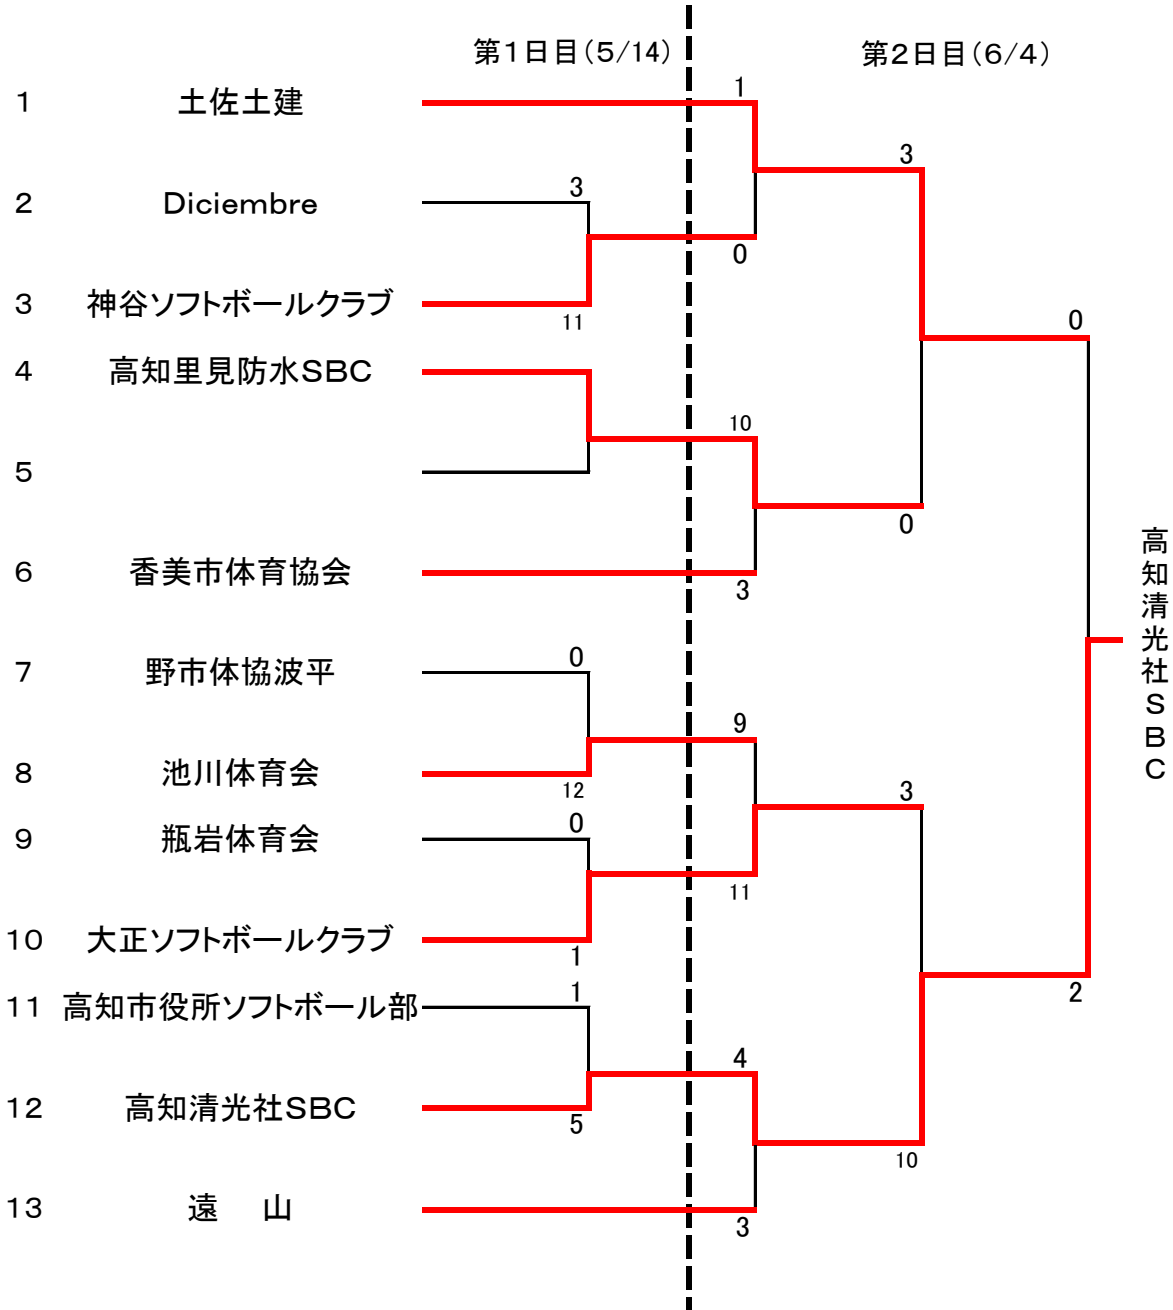 第1日目(5/14)
第2日目(6/4)
1 土佐土建
1
3
2 Diciembre
3
0
3 神谷ソフトボールクラブ
11
0
4 高知里見防水SBC
10
5
0
6 香美市体育協会
3
高知清光社SBC
7 野市体協波平
0
9
8 池川体育会
12
3
9 瓶岩体育会
0
11
10 大正ソフトボールクラブ
1
2
11 高知市役所ソフトボール部
1
4
12 高知清光社SBC
5
10
13 遠 山
3